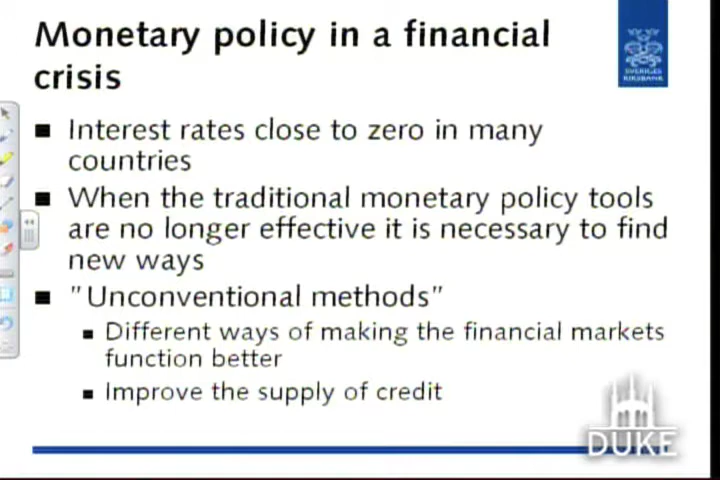 Monetary policy in a financial
crisis
SVERIGES
RIKSBANK
Interest rates close to zero in many
countries
When the traditional monetary policy tools
are no longer effective it is necessary to find
new ways
"Unconventional methods"
Different ways of making the financial markets
function better
Improve the supply of credit
DUKE